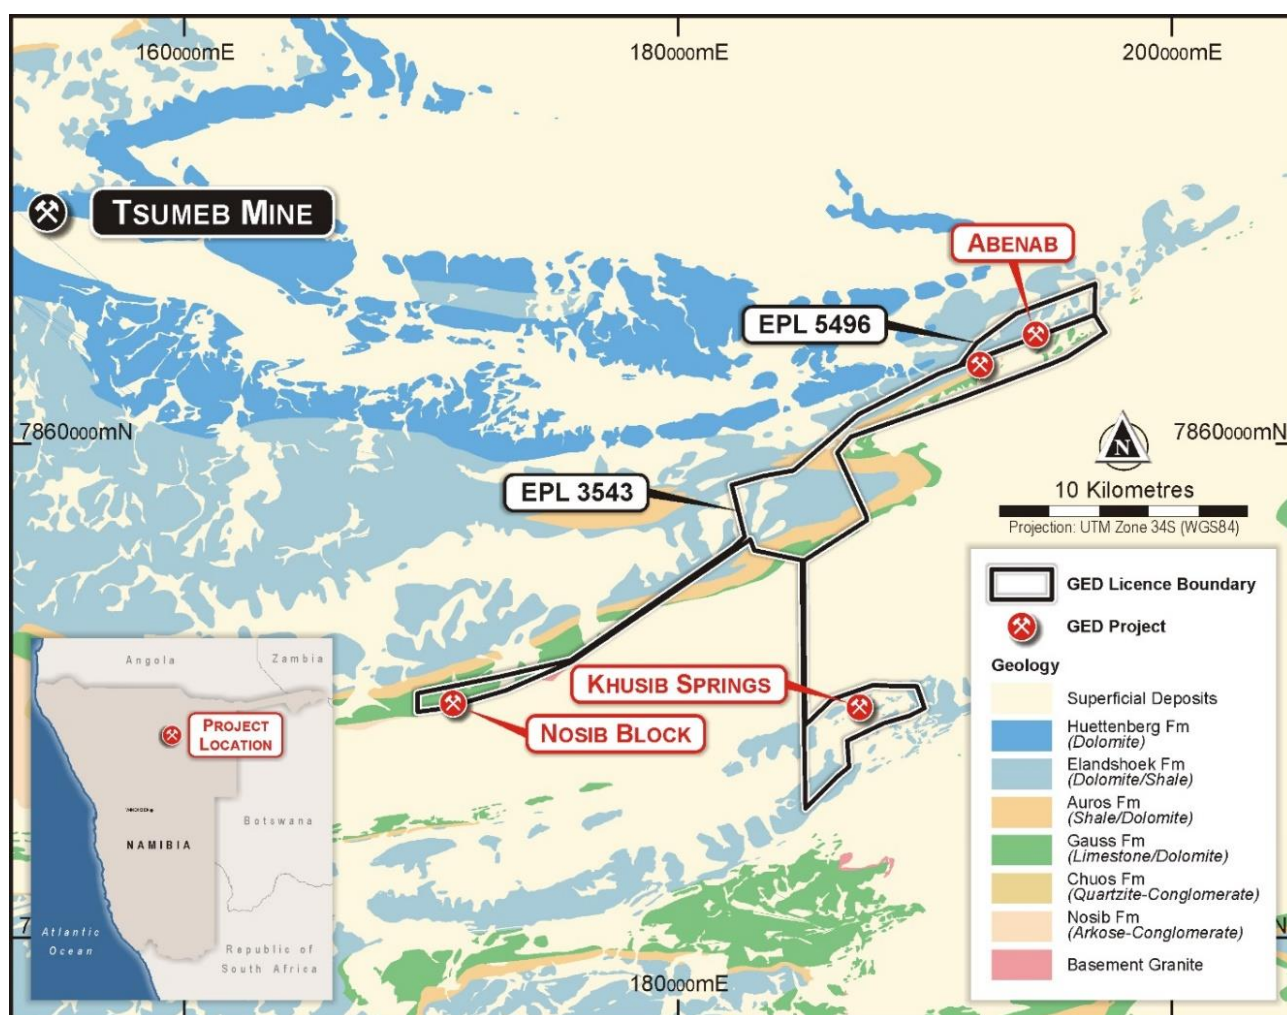 160000mE
180000mE
200000mE
TSUMEB MINE
ABENAB
EPL 5496
7860000mN
7860000mN
N
EPL 3543
10 Kilometres
Projection: UTM Zone 34S (WGS84)
GED Licence Boundary
GED Project
Geology
Superficial Deposits
Huettenberg Fm
(Dolomite)
Elandshoek Fm
(Dolomite/Shale)
Auros Fm
(Shale/Dolomite)
Gauss Fm
(Limestone/Dolomite)
Chuos Fm
(Quartzite-Conglomerate)
Nosib Fm
(Arkose-Conglomerate)
Basement Granite
KHUSIB SPRINGS
NOSIB BLOCK
Angola
Zambia
PROJECT
LOCATION
Botswana
NAMIBIA
Atlantic
Ocean
Republic of
South Africa
7
N
180000mE